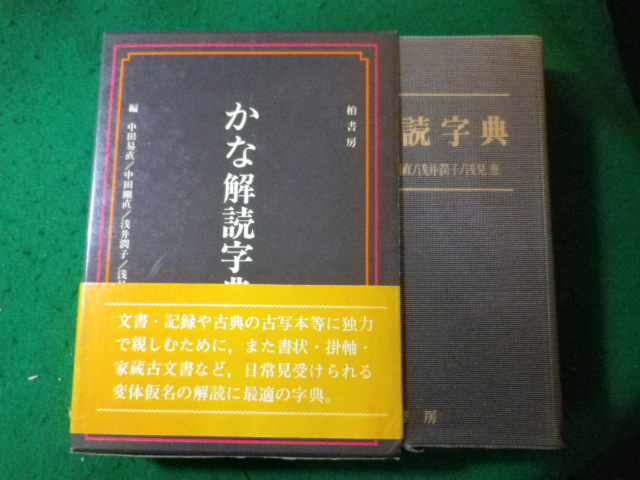 柏書房
かな解読字典
編 中田易直/中田剛直/浅井潤子/浅見
文書・記録や古典の古写本等に独力
で親しむために，また書状・掛軸・
家蔵古文書など，日常見受けられる
変体仮名の解読に最適の字典。
読字典
直/浅井潤子/浅見恵
房